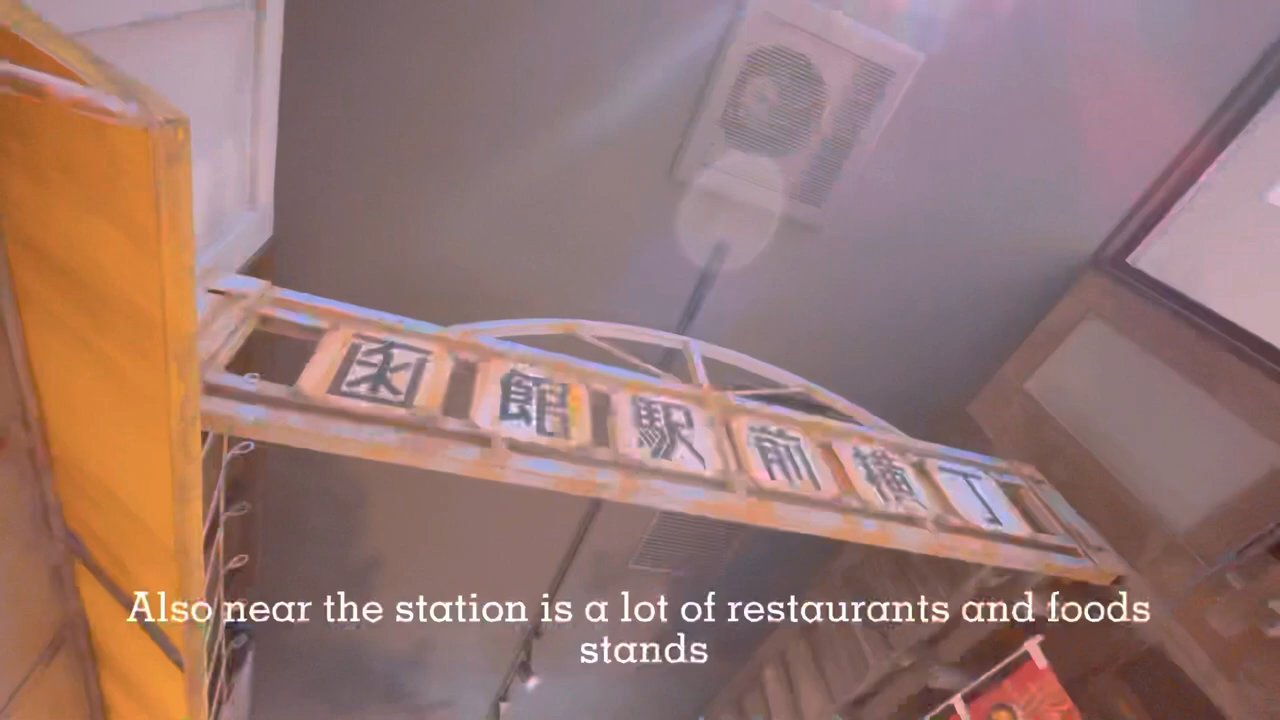 函館駅前横丁
Also near the station is a lot of restaurants and foods
stands